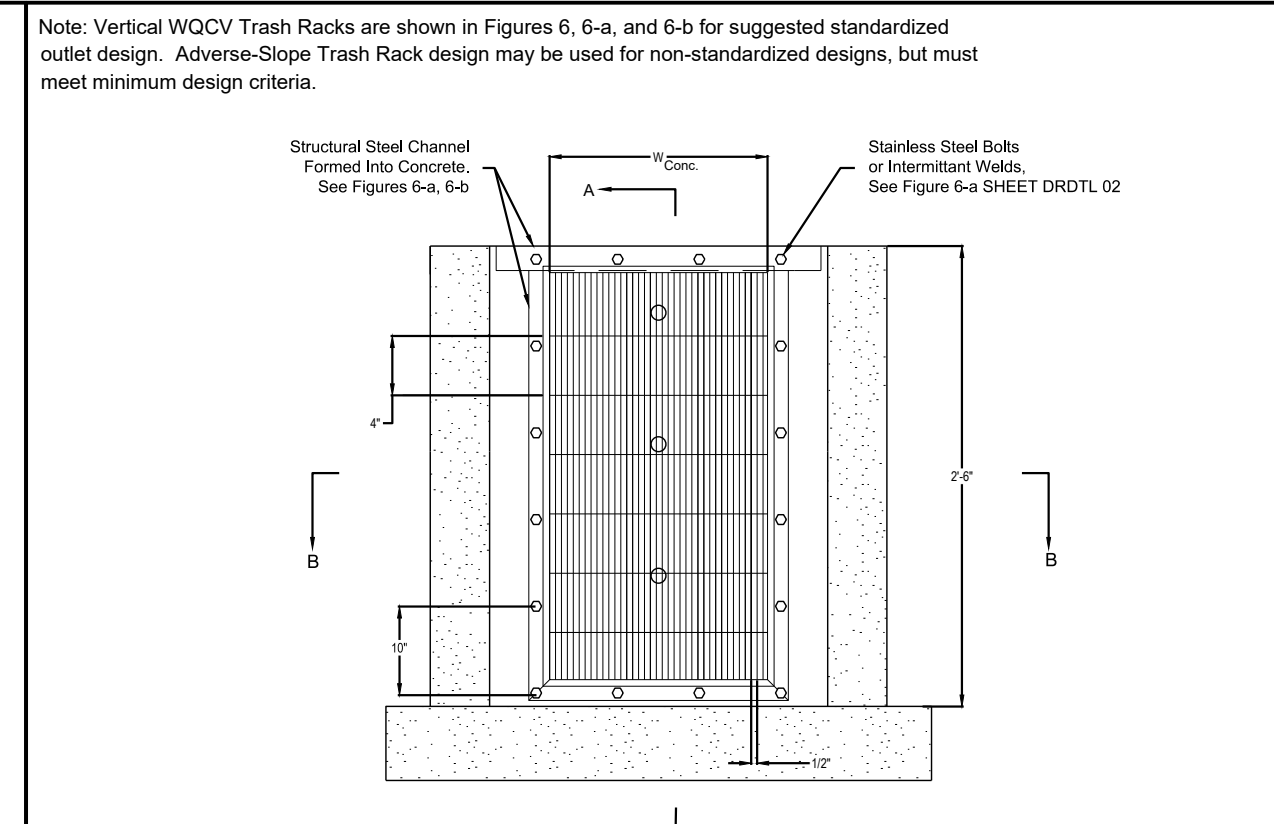 Note: Vertical WQCV Trash Racks are shown in Figures 6, 6-a, and 6-b for suggested standardized
outlet design. Adverse-Slope Trash Rack design may be used for non-standardized designs, but must
meet minimum design criteria.
Structural Steel Channel
Formed Into Concrete.
See Figures 6-a, 6-b
W Conc.
A
Stainless Steel Bolts
or Intermittant Welds,
See Figure 6-a SHEET DRDTL 02
4"
2'-6"
B
B
10"
1/2"